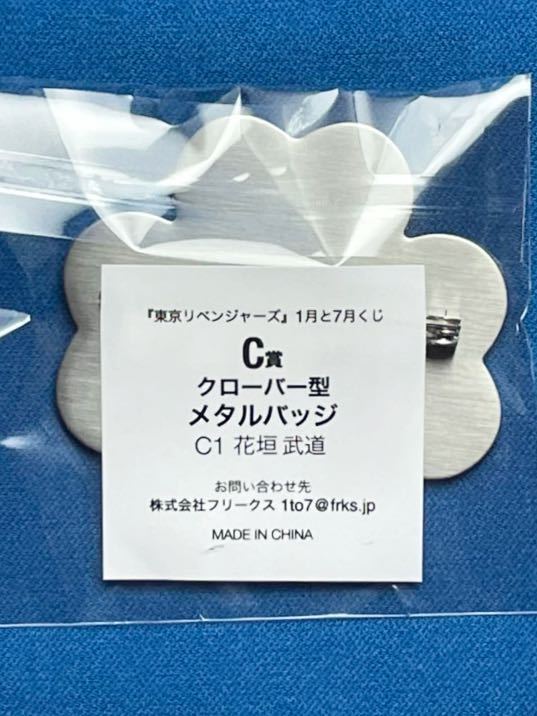 『東京リベンジャーズ』1月と7月くじ
C賞
クローバー型
メタルバッジ
C1 花垣 武道
お問い合わせ先
株式会社フリークス 1to7@frks.jp
MADE IN CHINA